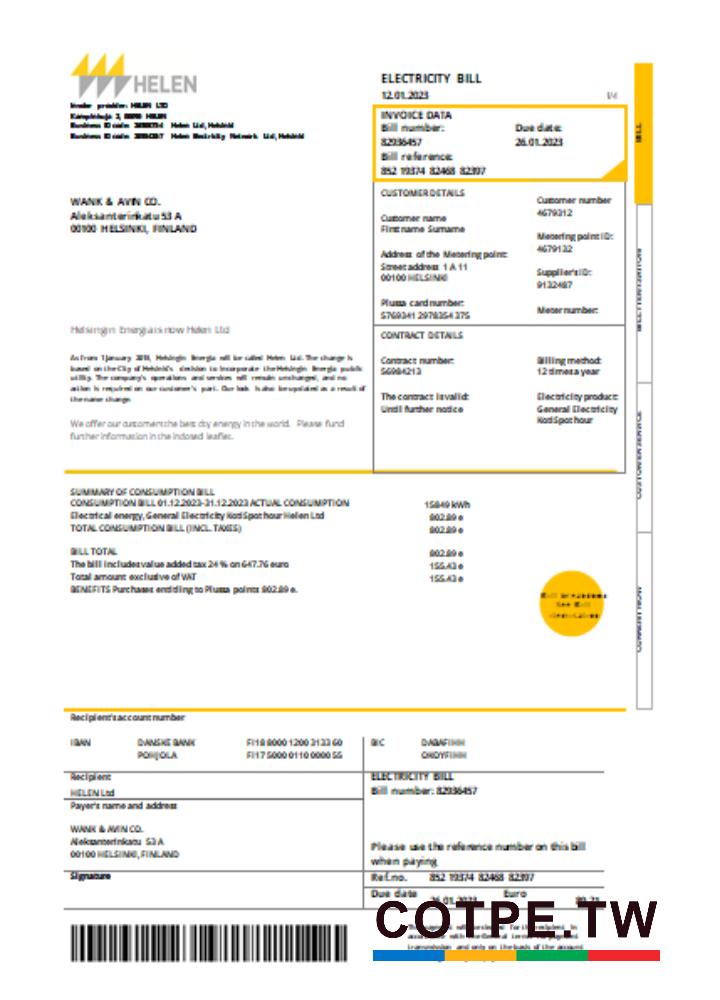 HELEN
Invoice provider: HELEN LTD
Kampinkuja 2, 00090 HELEN
Business ID code Helen Ltd, Helsinki
Business ID code Helen Electricity Network Ltd, Helsinki
ELECTRICITY BILL
12.01.2023
INVOICE DATA
Bill number: Due date:
82936457 26.01.2023
Bill reference:
852 19374 82468 82397
BILL
WANK & AVIN CO.
Aleksanterinkatu 53 A
00100 HELSINKI, FINLAND
CUSTOMER DETAILS
Customer number
4679312
Customer name
Firstname Surname
Metering point ID:
4679132
Address of the Metering point:
Street address 1 A 11
00100 HELSINKI
Supplier's ID:
9132487
Plussa card number:
5769341 2978354 375
Meter number:
CONTRACT DETAILS
Contract number: Billing method:
56984213 12 times a year
The contract is valid: Electricity product:
Until further notice General Electricity
KotiSpot hour
CUSTOMER SERVICE
Helsingin Energia is now Helen Ltd
As from 1 January 2015, Helsingin Energia will be called Helen Ltd. The change is
based on the City of Helsinki's decision to incorporate the Helsingin Energia public
utility. The company's operations and services will remain unchanged, and no
action is required on our customer's part. Our look is also be updated as a result of
the name change.
We offer our customers the best dry energy in the world. Please fund
further information in the indosed leaflet.
SUMMARY OF CONSUMPTION BILL
CONSUMPTION BILL 01.12.2023-31.12.2023 ACTUAL CONSUMPTION 15849 kWh
Electrical energy, General Electricity KotiSpot hour Helen Ltd 802.89 e
TOTAL CONSUMPTION BILL (INCL. TAXES) 802.89 e
BILL TOTAL 802.89 e
The bill includes value added tax 24 % on 647.76 euro 155.43 e
Total amount exclusive of VAT 155.43 e
BENEFITS Purchases entitling to Plussa points 802.89 e.
Recipient's account number
IBAN DANSKE BANK FI18 8000 1200 3133 60 BIC DABAFIHH
POHJOLA FI17 5000 0110 0000 55 OKOYFIHH
Recipient
HELEN Ltd
ELECTRICITY BILL
Bill number: 82936457
Payer's name and address
WANK & AVIN CO.
Aleksanterinkatu 53 A
00100 HELSINKI, FINLAND
Please use the reference number on this bill
when paying
Signature
Ref.no. 852 19374 82468 82397
Due date 26.01.2023 Euro
COTPE.TW